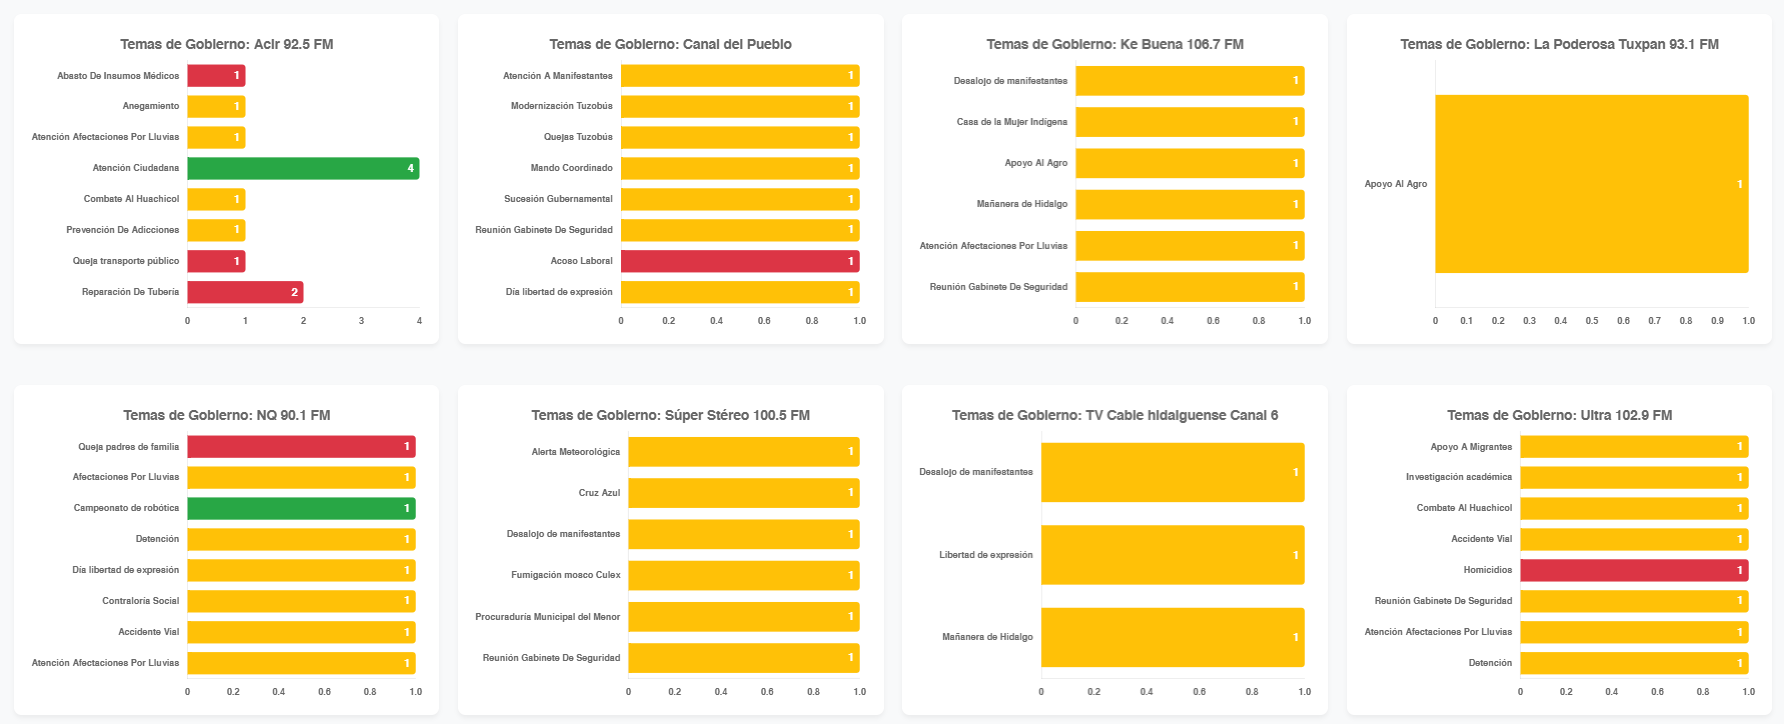 Temas de Gobierno: Acir 92.5 FM
Abasto De Insumos Médicos 1
Anegamiento 1
Atención Afectaciones Por Lluvias 1
Atención Ciudadana 4
Combate Al Huachicol 1
Prevención De Adicciones 1
Queja transporte público 1
Reparación De Tubería 2
0 1 2 3 4
Temas de Gobierno: Canal del Pueblo
Atención A Manifestantes 1
Modernización Tuzobús 1
Quejas Tuzobús 1
Mando Coordinado 1
Sucesión Gubernamental 1
Reunión Gabinete De Seguridad 1
Acoso Laboral 1
Día libertad de expresión 1
0 0.2 0.4 0.6 0.8 1.0
Temas de Gobierno: Ke Buena 106.7 FM
Desalojo de manifestantes 1
Casa de la Mujer Indígena 1
Apoyo Al Agro 1
Mañanera de Hidalgo 1
Atención Afectaciones Por Lluvias 1
Reunión Gabinete De Seguridad 1
0 0.2 0.4 0.6 0.8 1.0
Temas de Gobierno: La Poderosa Tuxpan 93.1 FM
Apoyo Al Agro 1
0 0.1 0.2 0.3 0.4 0.5 0.6 0.7 0.8 0.9 1.0
Temas de Gobierno: NQ 90.1 FM
Queja padres de familia 1
Afectaciones Por Lluvias 1
Campeonato de robótica 1
Detención 1
Día libertad de expresión 1
Contraloría Social 1
Accidente Vial 1
Atención Afectaciones Por Lluvias 1
0 0.2 0.4 0.6 0.8 1.0
Temas de Gobierno: Súper Stéreo 100.5 FM
Alerta Meteorológica 1
Cruz Azul 1
Desalojo de manifestantes 1
Fumigación mosco Culex 1
Procuraduría Municipal del Menor 1
Reunión Gabinete De Seguridad 1
0 0.2 0.4 0.6 0.8 1.0
Temas de Gobierno: TV Cable hidalguense Canal 6
Desalojo de manifestantes 1
Libertad de expresión 1
Mañanera de Hidalgo 1
0 0.2 0.4 0.6 0.8 1.0
Temas de Gobierno: Ultra 102.9 FM
Apoyo A Migrantes 1
Investigación académica 1
Combate Al Huachicol 1
Accidente Vial 1
Homicidios 1
Reunión Gabinete De Seguridad 1
Atención Afectaciones Por Lluvias 1
Detención 1
0 0.2 0.4 0.6 0.8 1.0